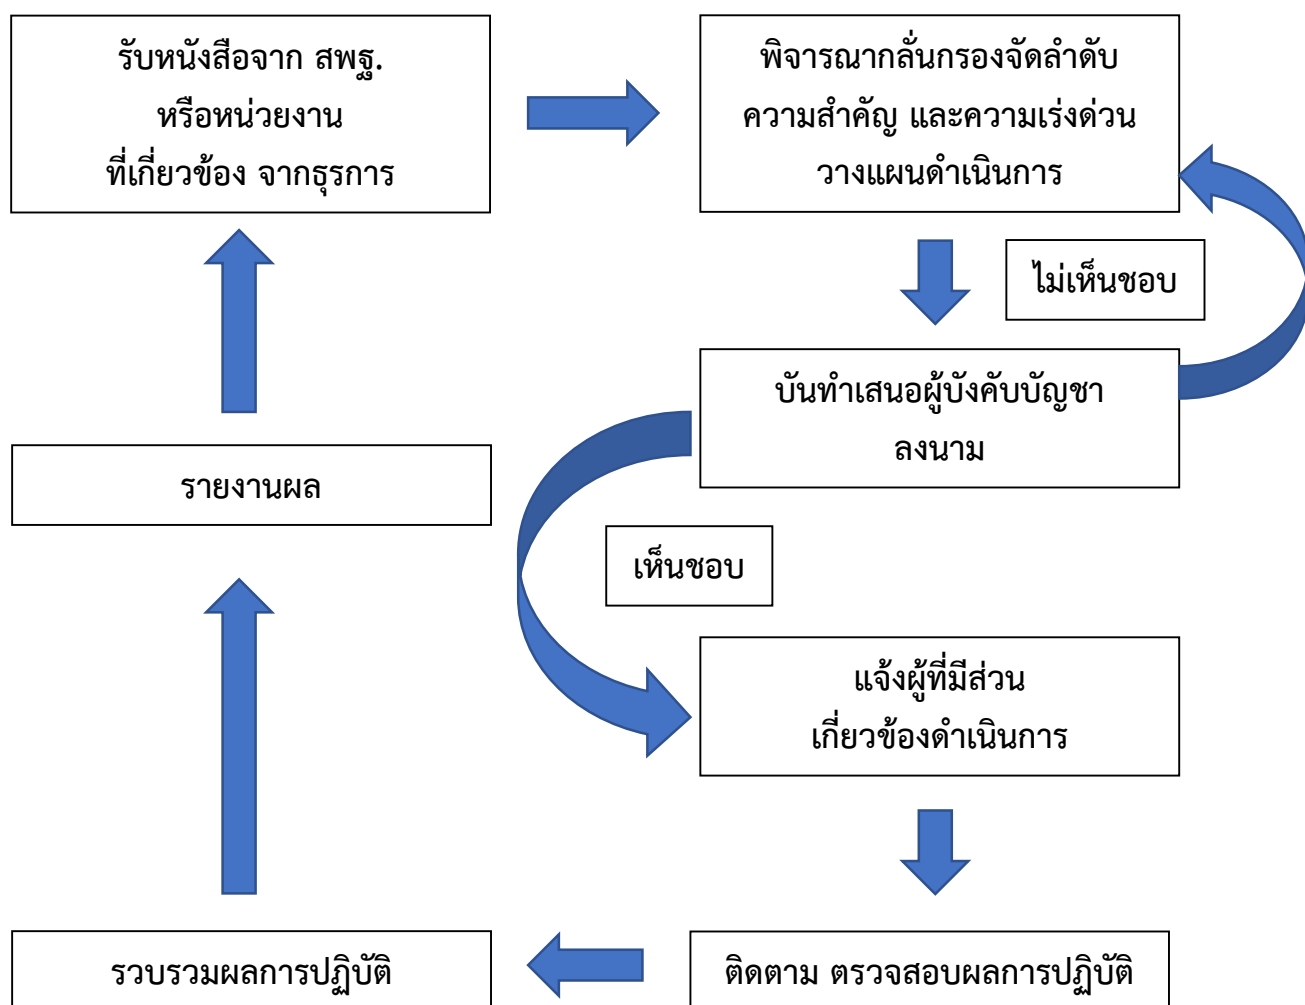 รับหนังสือจาก สพฐ.
หรือหน่วยงาน
ที่เกี่ยวข้อง จากธุรการ
พิจารณากลั่นกรองจัดลำดับ
ความสำคัญ และความเร่งด่วน
วางแผนดำเนินการ
ไม่เห็นชอบ
บันทำเสนอผู้บังคับบัญชา
ลงนาม
เห็นชอบ
แจ้งผู้ที่มีส่วน
เกี่ยวข้องดำเนินการ
ติดตาม ตรวจสอบผลการปฏิบัติ
รวบรวมผลการปฏิบัติ
รายงานผล